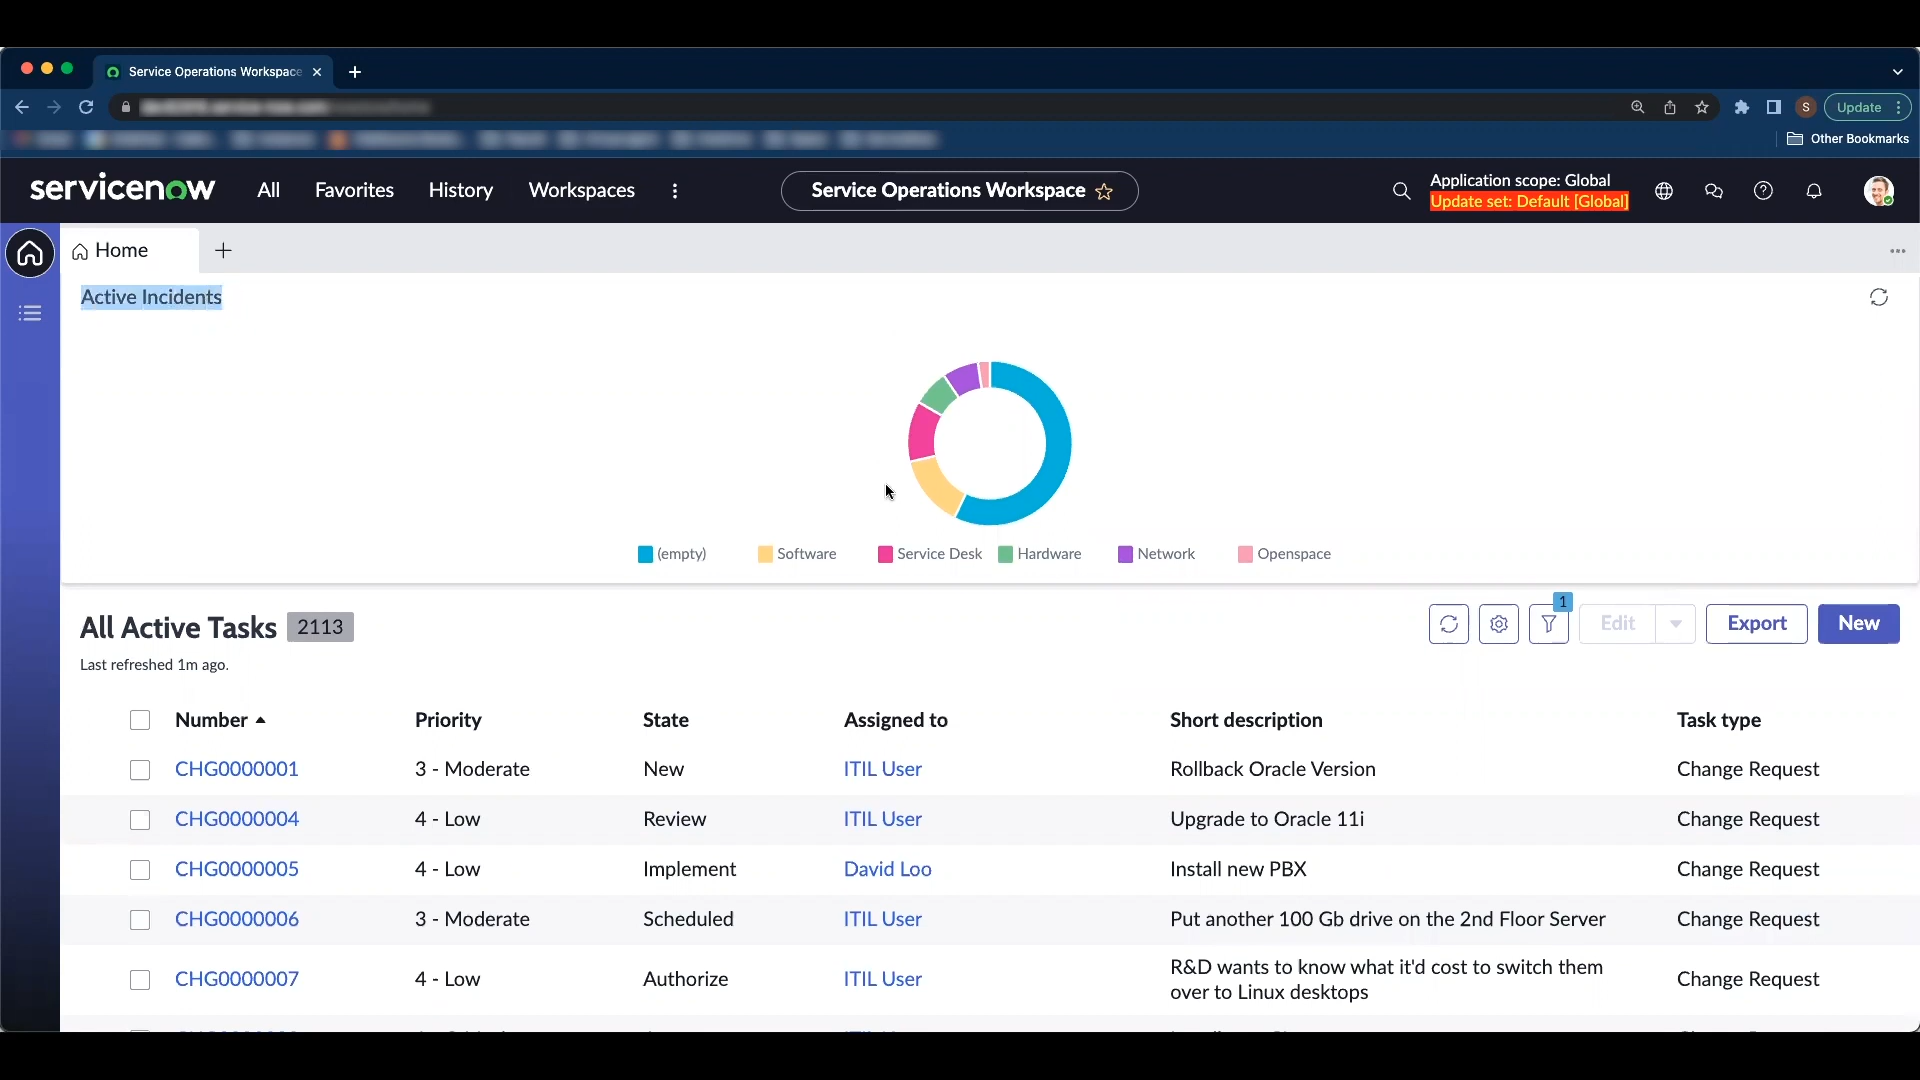 Service Operations Workspace
S
Update
Other Bookmarks
servicenow
All
Favorites
History
Workspaces
Service Operations Workspace
Application scope: Global
Update set: Default [Global]
Home
Active Incidents
(empty)
Software
Service Desk
Hardware
Network
Openspace
All Active Tasks 2113
1
Edit
Export
New
Last refreshed 1m ago.
Number Priority State Assigned to Short description Task type
CHG0000001 3 - Moderate New ITIL User Rollback Oracle Version Change Request
CHG0000004 4 - Low Review ITIL User Upgrade to Oracle 11i Change Request
CHG0000005 4 - Low Implement David Loo Install new PBX Change Request
CHG0000006 3 - Moderate Scheduled ITIL User Put another 100 Gb drive on the 2nd Floor Server Change Request
CHG0000007 4 - Low Authorize ITIL User R&D wants to know what it'd cost to switch them Change Request
over to Linux desktops